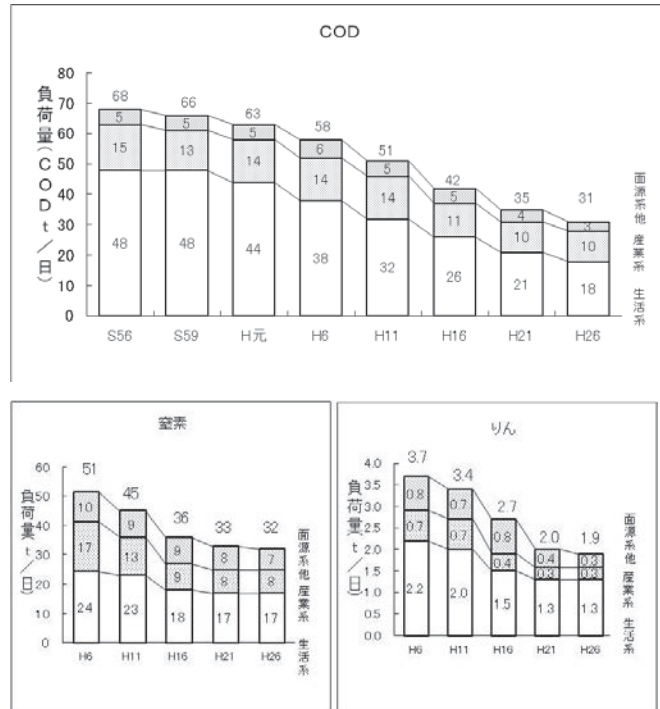 COD
負荷量(CODt/日)
80
70
60
50
40
30
20
10
0
68 66 63 58 51 42 35 31
5 5 5 6 5 5 4 3
15 13 14 14 14 11 10 10
48 48 44 38 32 26 21 18
S56 S59 H元 H6 H11 H16 H21 H26
面源系他 産業系 生活系
窒素
負荷量(t/日)
60
50
40
30
20
10
0
51 45 36 33 32
10 9 9 8 7
17 13 9 8 8
24 23 18 17 17
H6 H11 H16 H21 H26
面源系他 産業系 生活系
りん
負荷量(t/日)
4.0
3.5
3.0
2.5
2.0
1.5
1.0
0.5
0.0
3.7 3.4 2.7 2.0 1.9
0.8 0.7 0.8 0.4 0.3
0.7 0.7 0.4 0.3 0.3
2.2 2.0 1.5 1.3 1.3
H6 H11 H16 H21 H26
面源系他 産業系 生活系